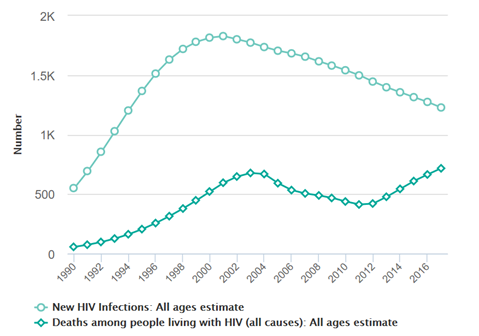 2K
1.5K
1K
500
0
Number
1990
1992
1994
1996
1998
2000
2002
2004
2006
2008
2010
2012
2014
2016
New HIV Infections: All ages estimate
Deaths among people living with HIV (all causes): All ages estimate